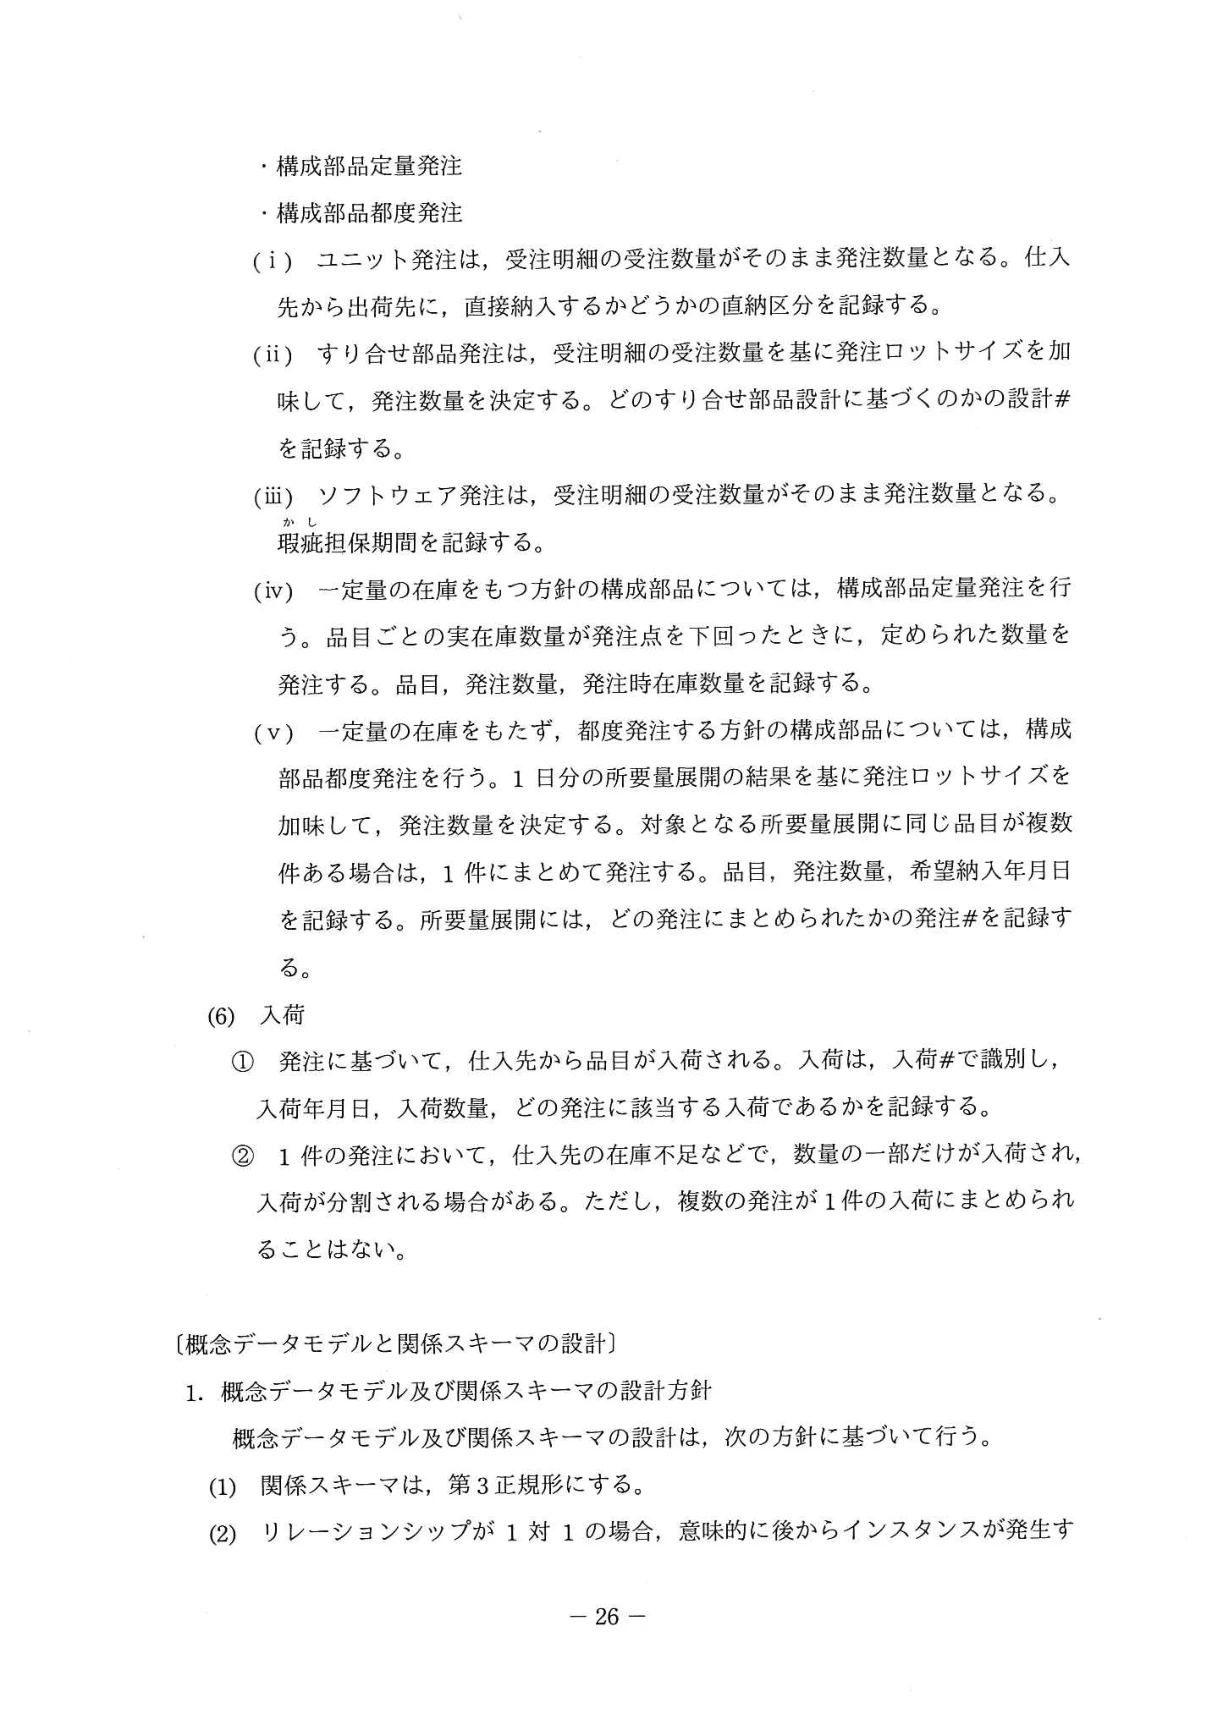 ・構成部品定量発注
・構成部品都度発注
(ⅰ)　ユニット発注は，受注明細の受注数量がそのまま発注数量となる。仕入
先から出荷先に，直接納入するかどうかの直納区分を記録する。
(ⅱ)　すり合せ部品発注は，受注明細の受注数量を基に発注ロットサイズを加
味して，発注数量を決定する。どのすり合せ部品設計に基づくのかの設計#
を記録する。
(ⅲ)　ソフトウェア発注は，受注明細の受注数量がそのまま発注数量となる。
かし
瑕疵担保期間を記録する。
(ⅳ)　一定量の在庫をもつ方針の構成部品については，構成部品定量発注を行
う。品目ごとの実在庫数量が発注点を下回ったときに，定められた数量を
発注する。品目，発注数量，発注時在庫数量を記録する。
(ⅴ)　一定量の在庫をもたず，都度発注する方針の構成部品については，構成
部品都度発注を行う。1 日分の所要量展開の結果を基に発注ロットサイズを
加味して，発注数量を決定する。対象となる所要量展開に同じ品目が複数
件ある場合は，1 件にまとめて発注する。品目，発注数量，希望納入年月日
を記録する。所要量展開には，どの発注にまとめられたかの発注#を記録す
る。
(6)　入荷
①　発注に基づいて，仕入先から品目が入荷される。入荷は，入荷#で識別し，
入荷年月日，入荷数量，どの発注に該当する入荷であるかを記録する。
②　1 件の発注において，仕入先の在庫不足などで，数量の一部だけが入荷され，
入荷が分割される場合がある。ただし，複数の発注が 1 件の入荷にまとめられ
ることはない。
〔概念データモデルと関係スキーマの設計〕
1. 概念データモデル及び関係スキーマの設計方針
概念データモデル及び関係スキーマの設計は，次の方針に基づいて行う。
(1)　関係スキーマは，第 3 正規形にする。
(2)　リレーションシップが 1 対 1 の場合，意味的に後からインスタンスが発生す
－ 26 －